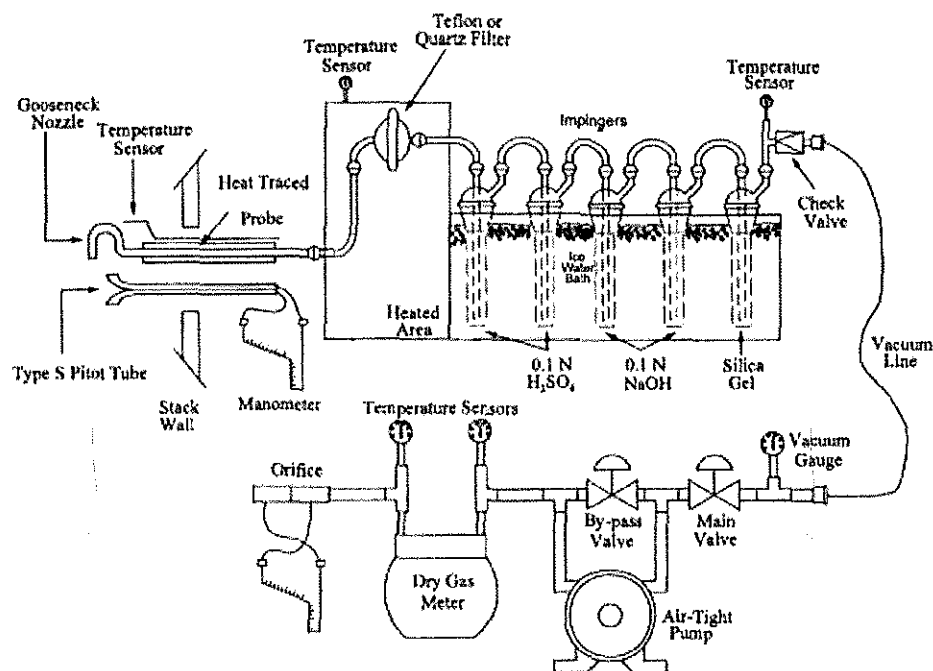 Teflon or
Quartz Filter
Temperature
Sensor
Temperature
Sensor
Gooseneck
Nozzle
Temperature
Sensor
Impingers
Heat Traced
Probe
Check
Valve
Ice
Water
Bath
Heated
Area
Type S Pitot Tube
0.1 N
H₂SO₄
0.1 N
NaOH
Silica
Gel
Vacuum
Line
Stack
Wall
Manometer
Temperature Sensors
Vacuum
Gauge
Orifice
By-pass
Valve
Main
Valve
Dry Gas
Meter
Air-Tight
Pump